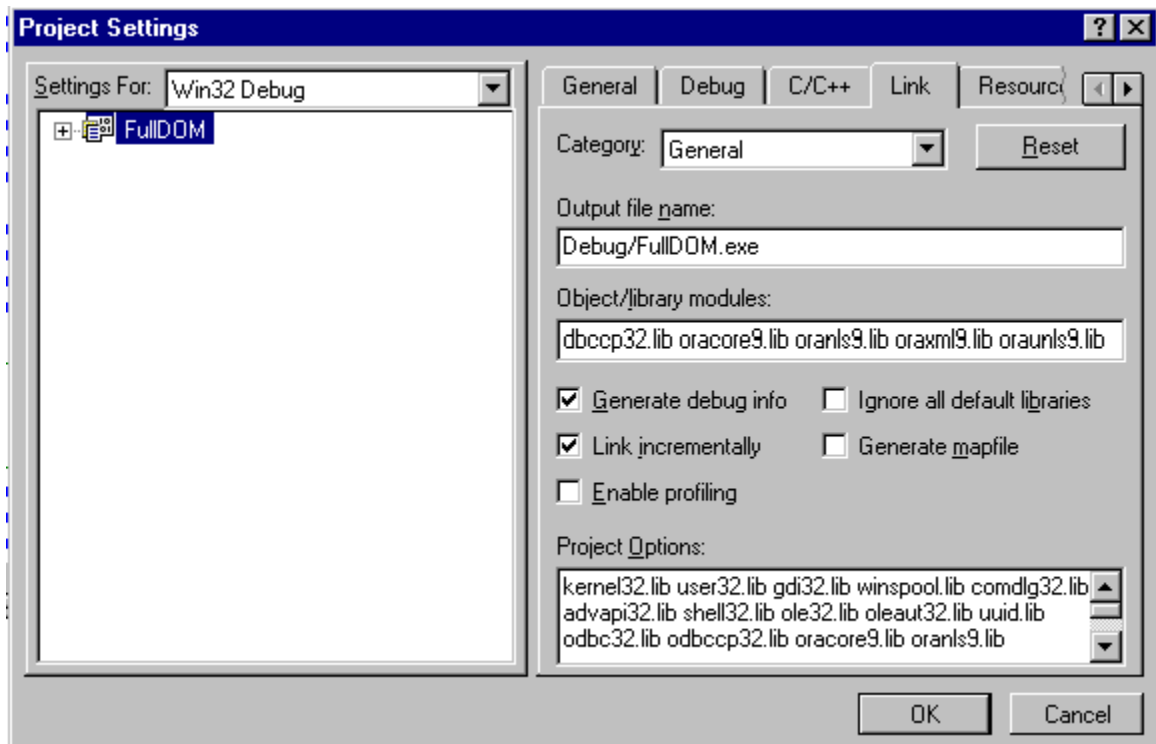 Project Settings
Settings For: Win32 Debug
FullDOM
General Debug C/C++ Link Resourc
Category: General Reset
Output file name:
Debug/FullDOM.exe
Object/library modules:
dbccp32.lib oracore9.lib oranls9.lib oraxml9.lib oraunls9.lib
Generate debug info Ignore all default libraries
Link incrementally Generate mapfile
Enable profiling
Project Options:
kernel32.lib user32.lib gdi32.lib winspool.lib comdlg32.lib
advapi32.lib shell32.lib ole32.lib oleaut32.lib uuid.lib
odbc32.lib odbccp32.lib oracore9.lib oranls9.lib
OK Cancel